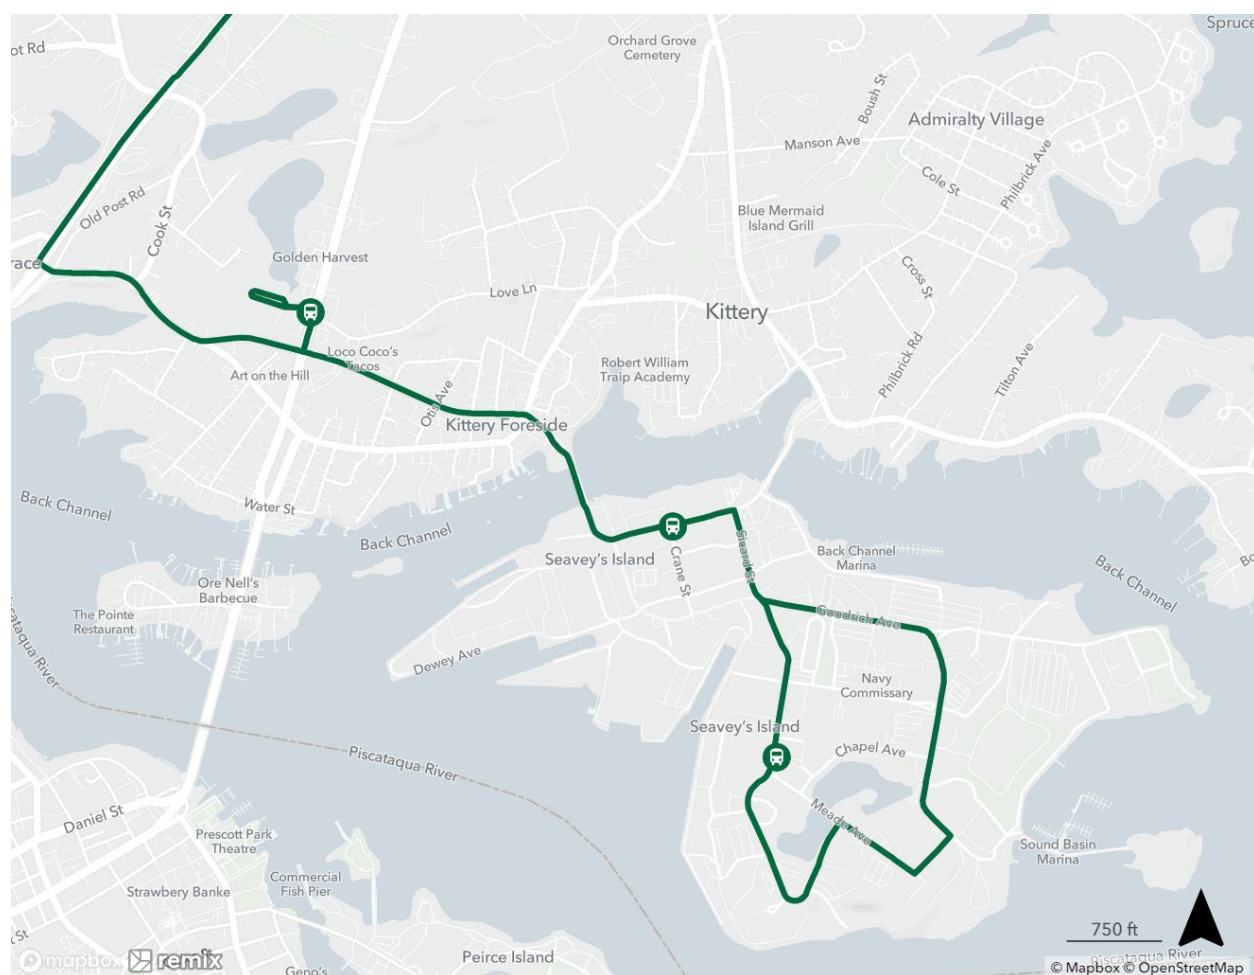 Spruce
ot Rd
Orchard Grove
Cemetery
Boush St
Admiralty Village
Manson Ave
Philbrick Ave
Cole St
Old Post Rd
Cook St
Blue Mermaid
Island Grill
race
Golden Harvest
Cross St
Love Ln
Kittery
Loco Coco's
Tacos
Robert William
Traip Academy
Philbrick Rd
Tilton Ave
Art on the Hill
Otis Ave
Kittery Foreside
Back Channel
Water St
Back Channel
Seavey's Island
Crane St
Sicard St
Back Channel
Marina
Back Channel
Ore Nell's
Barbecue
The Pointe
Restaurant
Goodrich Ave
Piscataqua River
Dewey Ave
Navy
Commissary
Seavey's Island
Piscataqua River
Chapel Ave
Meade Ave
Daniel St
Prescott Park
Theatre
Sound Basin
Marina
Commercial
Fish Pier
Strawbery Banke
750 ft
mapbox
remix
Peirce Island
Geno's
Piscataqua River
© Mapbox © OpenStreetMap